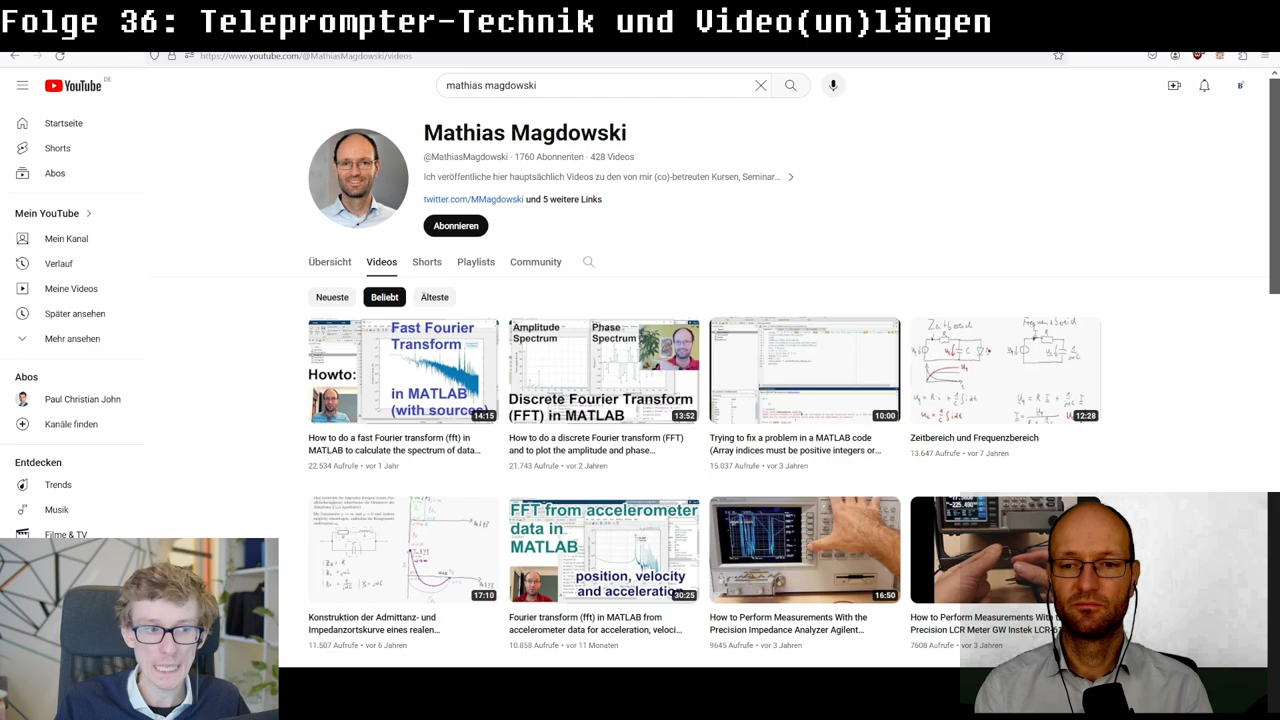 Folge 36: Teleprompter-Technik und Video(un)längen
https://www.youtube.com/@MathiasMagdowski/videos
YouTube DE
mathias magdowski
Startseite
Shorts
Abos
Mein YouTube
Mein Kanal
Verlauf
Meine Videos
Später ansehen
Mehr ansehen
Abos
Paul Christian John
Kanäle finden
Entdecken
Trends
Musik
Filme & TV
Mathias Magdowski
@MathiasMagdowski · 1760 Abonnenten · 428 Videos
Ich veröffentliche hier hauptsächlich Videos zu den von mir (co)-betreuten Kursen, Seminar...
twitter.com/MMagdowski und 5 weitere Links
Abonnieren
Übersicht Videos Shorts Playlists Community
Neueste Beliebt Älteste
Fast Fourier
Transform
Howto:
in MATLAB
(with sources)
14:15
How to do a fast Fourier transform (fft) in
MATLAB to calculate the spectrum of data...
22.534 Aufrufe · vor 1 Jahr
Amplitude
Spectrum
Phase
Spectrum
Discrete Fourier Transform
(FFT) in MATLAB
13:52
How to do a discrete Fourier transform (FFT)
and to plot the amplitude and phase...
21.743 Aufrufe · vor 2 Jahren
10:00
Trying to fix a problem in a MATLAB code
(Array indices must be positive integers or...
15.037 Aufrufe · vor 3 Jahren
Zeitbereich
Frequenzbereich
12:28
Zeitbereich und Frequenzbereich
13.647 Aufrufe · vor 7 Jahren
17:10
Konstruktion der Admittanz- und
Impedanzortskurve eines realen...
11.507 Aufrufe · vor 6 Jahren
FFT from accelerometer
data in
MATLAB
position, velocity
and acceleration
30:25
Fourier transform (fft) in MATLAB from
accelerometer data for acceleration, veloci...
10.858 Aufrufe · vor 11 Monaten
16:50
How to Perform Measurements With the
Precision Impedance Analyzer Agilent...
9645 Aufrufe · vor 3 Jahren
How to Perform Measurements With
Precision LCR Meter GW Instek LCR-6
7608 Aufrufe · vor 3 Jahren